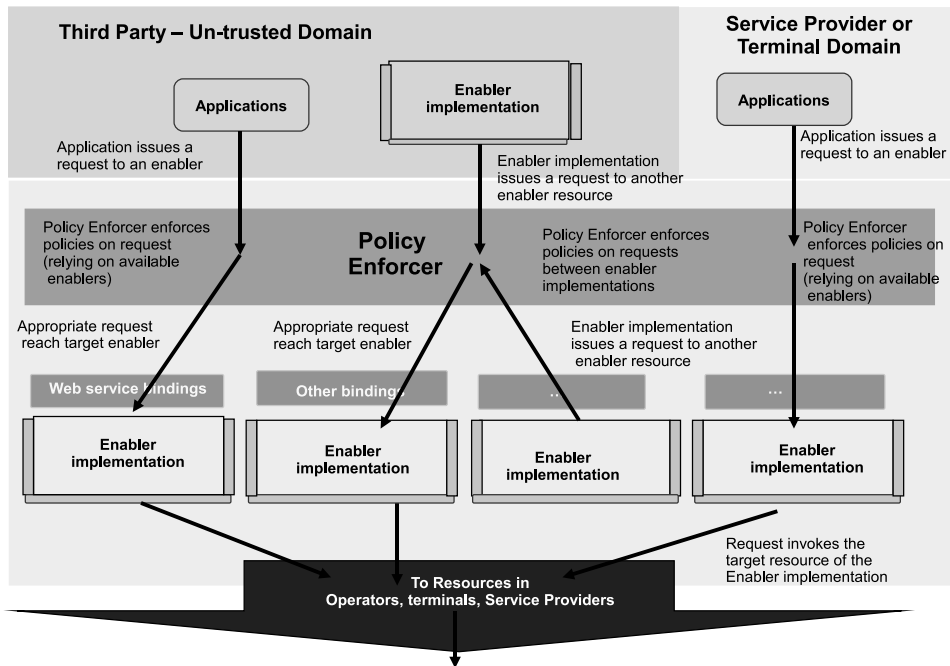 Third Party – Un-trusted Domain
Service Provider or
Terminal Domain
Applications
Enabler
implementation
Applications
Application issues a
request to an enabler
Enabler implementation
issues a request to another
enabler resource
Application issues a
request to an enabler
Policy Enforcer enforces
policies on request
(relying on available
enablers)
Policy
Enforcer
Policy Enforcer enforces
policies on requests
between enabler
implementations
Policy Enforcer
enforces policies on
request
(relying on available
enablers)
Appropriate request
reach target enabler
Appropriate request
reach target enabler
Enabler implementation
issues a request to another
enabler resource
Web service bindings
Other bindings
...
...
Enabler
implementation
Enabler
implementation
Enabler
implementation
Enabler
implementation
Request invokes the
target resource of the
Enabler implementation
To Resources in
Operators, terminals, Service Providers